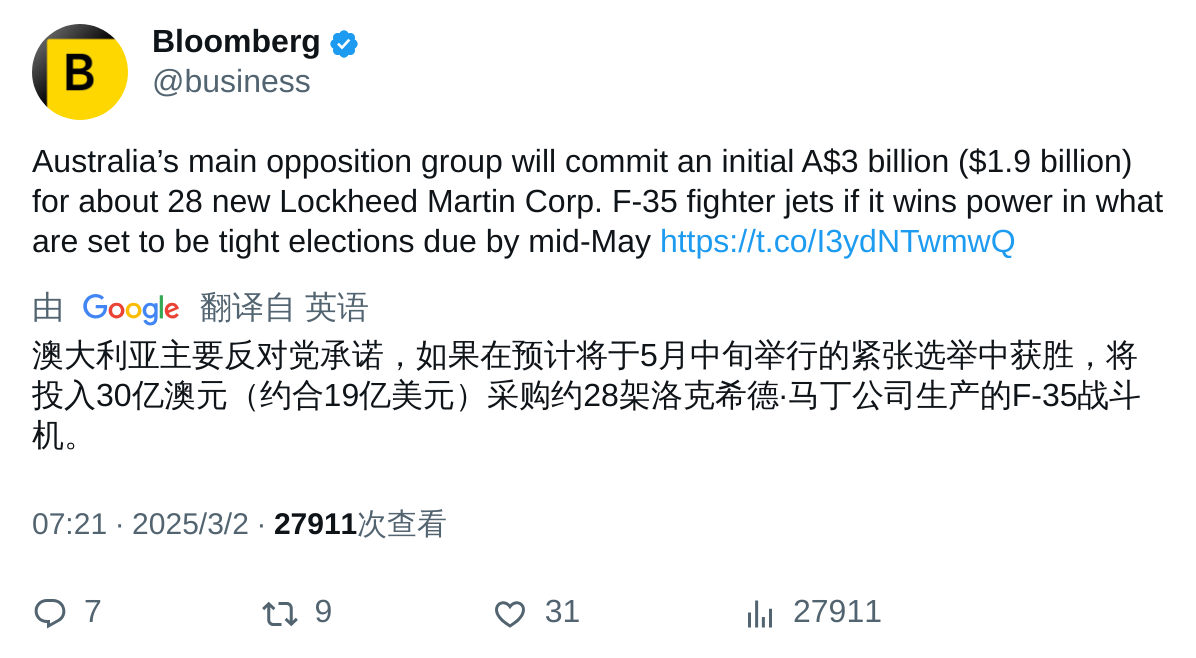 B
Bloomberg
@business
Australia’s main opposition group will commit an initial A$3 billion ($1.9 billion)
for about 28 new Lockheed Martin Corp. F-35 fighter jets if it wins power in what
are set to be tight elections due by mid-May https://t.co/I3ydNTwmwQ
由 Google 翻译自 英语
澳大利亚主要反对党承诺，如果在预计将于5月中旬举行的紧张选举中获胜，将
投入30亿澳元（约合19亿美元）采购约28架洛克希德·马丁公司生产的F-35战斗
机。
07:21 · 2025/3/2 · 27911次查看
7 9 31 27911